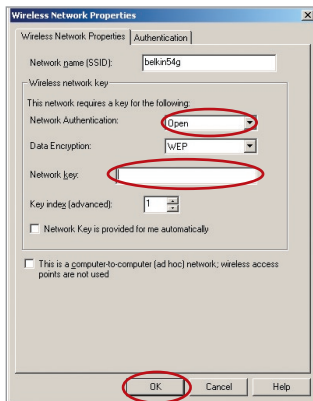 Wireless Network Properties
Wireless Network Properties Authentication
Network name (SSID): belkin54g
Wireless network key
This network requires a key for the following:
Network Authentication: Open
Data Encryption: WEP
Network key:
Key index (advanced): 1
Network Key is provided for me automatically
This is a computer-to-computer (ad hoc) network; wireless access
points are not used
OK Cancel Help